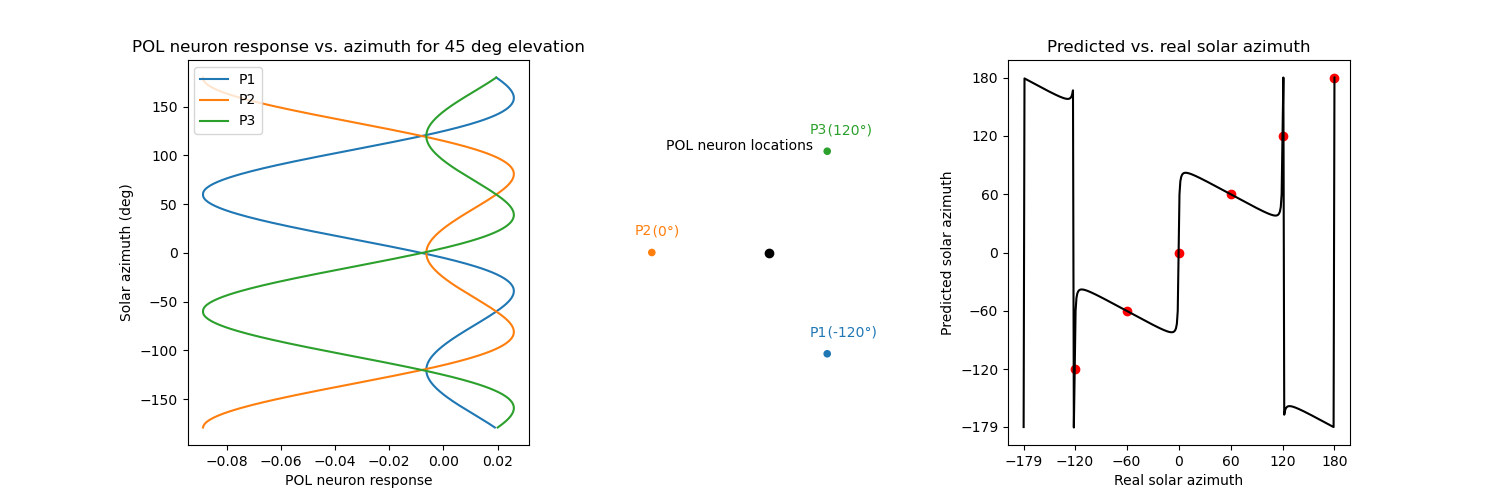 POL neuron response vs. azimuth for 45 deg elevation
P1
P2
P3
150
100
50
0
−50
−100
−150
Solar azimuth (deg)
−0.08 −0.06 −0.04 −0.02 0.00 0.02
POL neuron response
P3(120°)
POL neuron locations
P2(0°)
P1(-120°)
Predicted vs. real solar azimuth
180
120
60
0
−60
−120
−179
Predicted solar azimuth
−179 −120 −60 0 60 120 180
Real solar azimuth